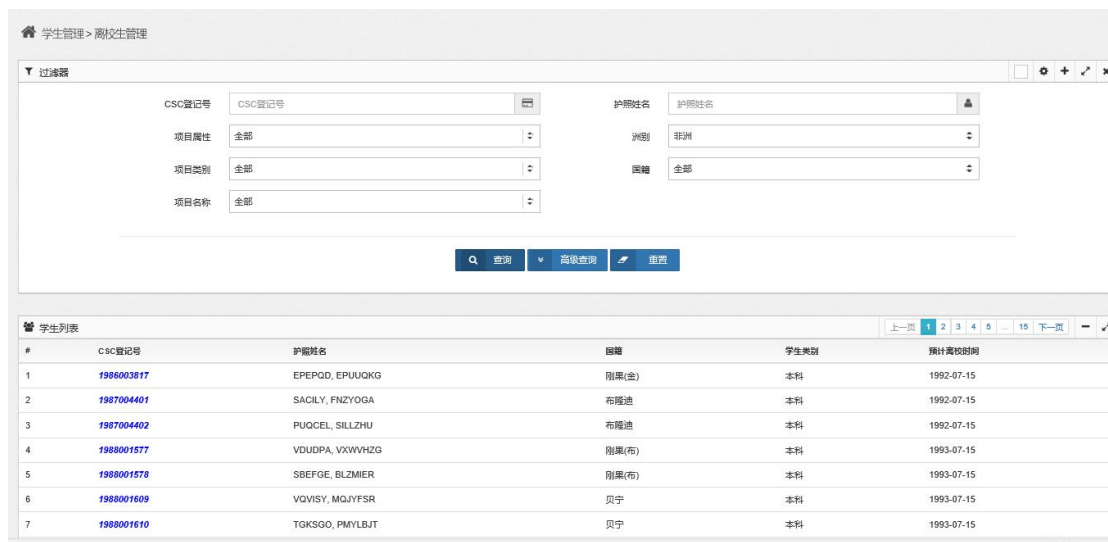 学生管理>离校生管理
过滤器
CSC登记号 CSC登记号 护照姓名 护照姓名
项目属性 全部 洲别 非洲
项目类别 全部 国籍 全部
项目名称 全部
查询 高级查询 重置
学生列表 上一页 1 2 3 4 5 ... 15 下一页
# CSC登记号 护照姓名 国籍 学生类别 预计离校时间
1 1986003817 EPEPQD, EPUUQKG 刚果(金) 本科 1992-07-15
2 1987004401 SACILY, FNZYOGA 布隆迪 本科 1992-07-15
3 1987004402 PUQCEL, SILLZHU 布隆迪 本科 1992-07-15
4 1988001577 VDUDPA, VXWVHZG 刚果(布) 本科 1993-07-15
5 1988001578 SBEFGE, BLZMIER 刚果(布) 本科 1993-07-15
6 1988001609 VQVISY, MQJYFSR 贝宁 本科 1993-07-15
7 1988001610 TGKSGO, PMYLBJT 贝宁 本科 1993-07-15